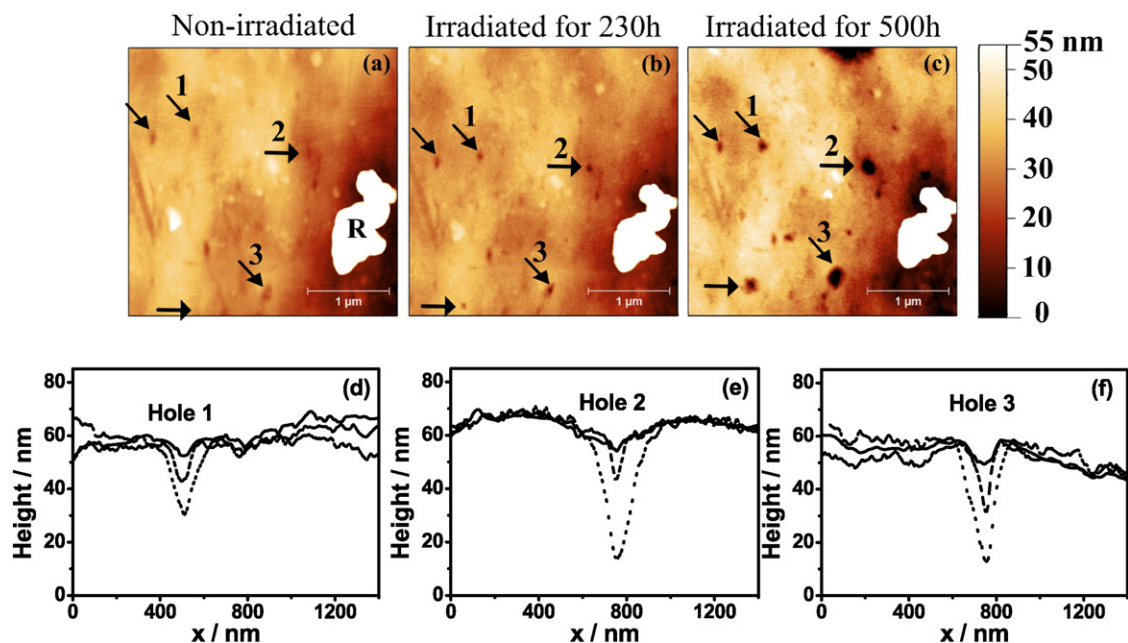 Non-irradiated
Irradiated for 230h
Irradiated for 500h
(a)
1
2
R
3
1 µm
(b)
1
2
3
1 µm
(c)
1
2
3
1 µm
55 nm
50
40
30
20
10
0
(d)
Hole 1
Height / nm
80
60
40
20
0
0 400 800 1200
x / nm
(e)
Hole 2
Height / nm
80
60
40
20
0
0 400 800 1200
x / nm
(f)
Hole 3
Height / nm
80
60
40
20
0
0 400 800 1200
x / nm